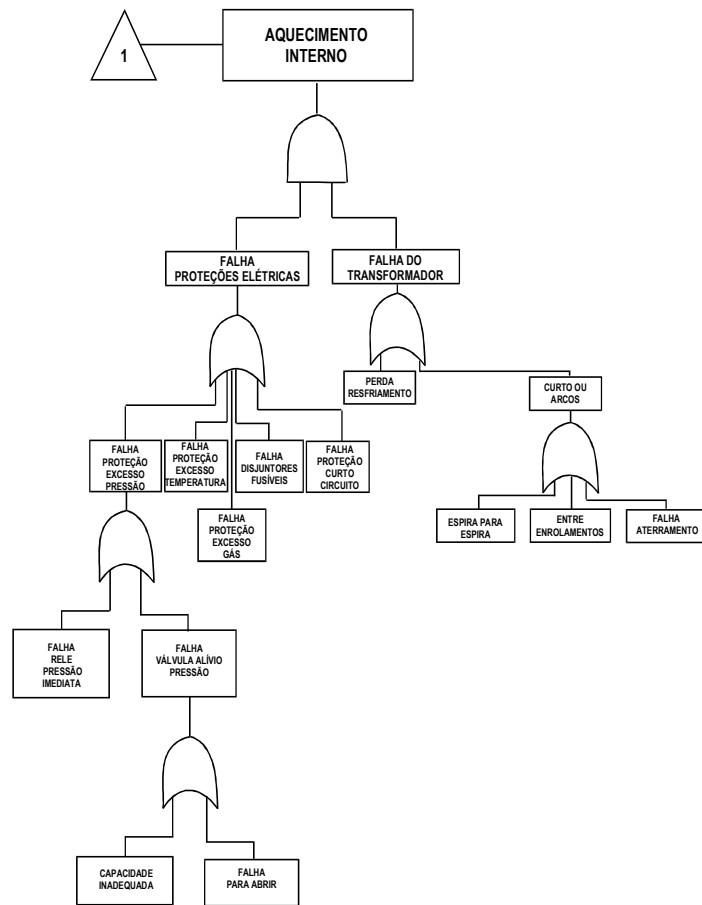 1
AQUECIMENTO
INTERNO
FALHA
PROTEÇÕES ELÉTRICAS
FALHA DO
TRANSFORMADOR
PERDA
RESFRIAMENTO
CURTO OU
ARCOS
FALHA
PROTEÇÃO
EXCESSO
PRESSÃO
FALHA
PROTEÇÃO
EXCESSO
TEMPERATURA
FALHA
DISJUNTORES
FUSÍVEIS
FALHA
PROTEÇÃO
CURTO
CIRCUITO
FALHA
PROTEÇÃO
EXCESSO
GÁS
ESPIRA PARA
ESPIRA
ENTRE
ENROLAMENTOS
FALHA
ATERRAMENTO
FALHA
RELE
PRESSÃO
IMEDIATA
FALHA
VÁLVULA ALÍVIO
PRESSÃO
CAPACIDADE
INADEQUADA
FALHA
PARA ABRIR